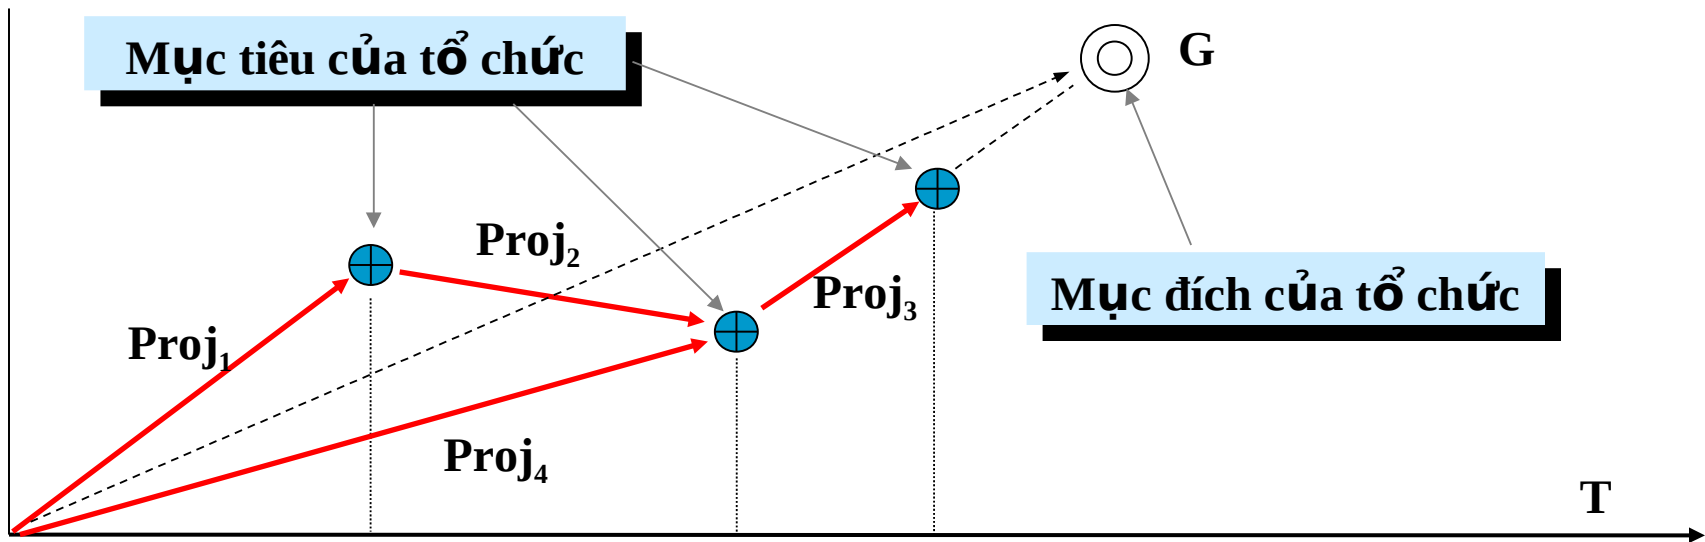 Mục tiêu của tổ chức
G
Proj2
Proj3
Mục đích của tổ chức
Proj1
Proj4
T